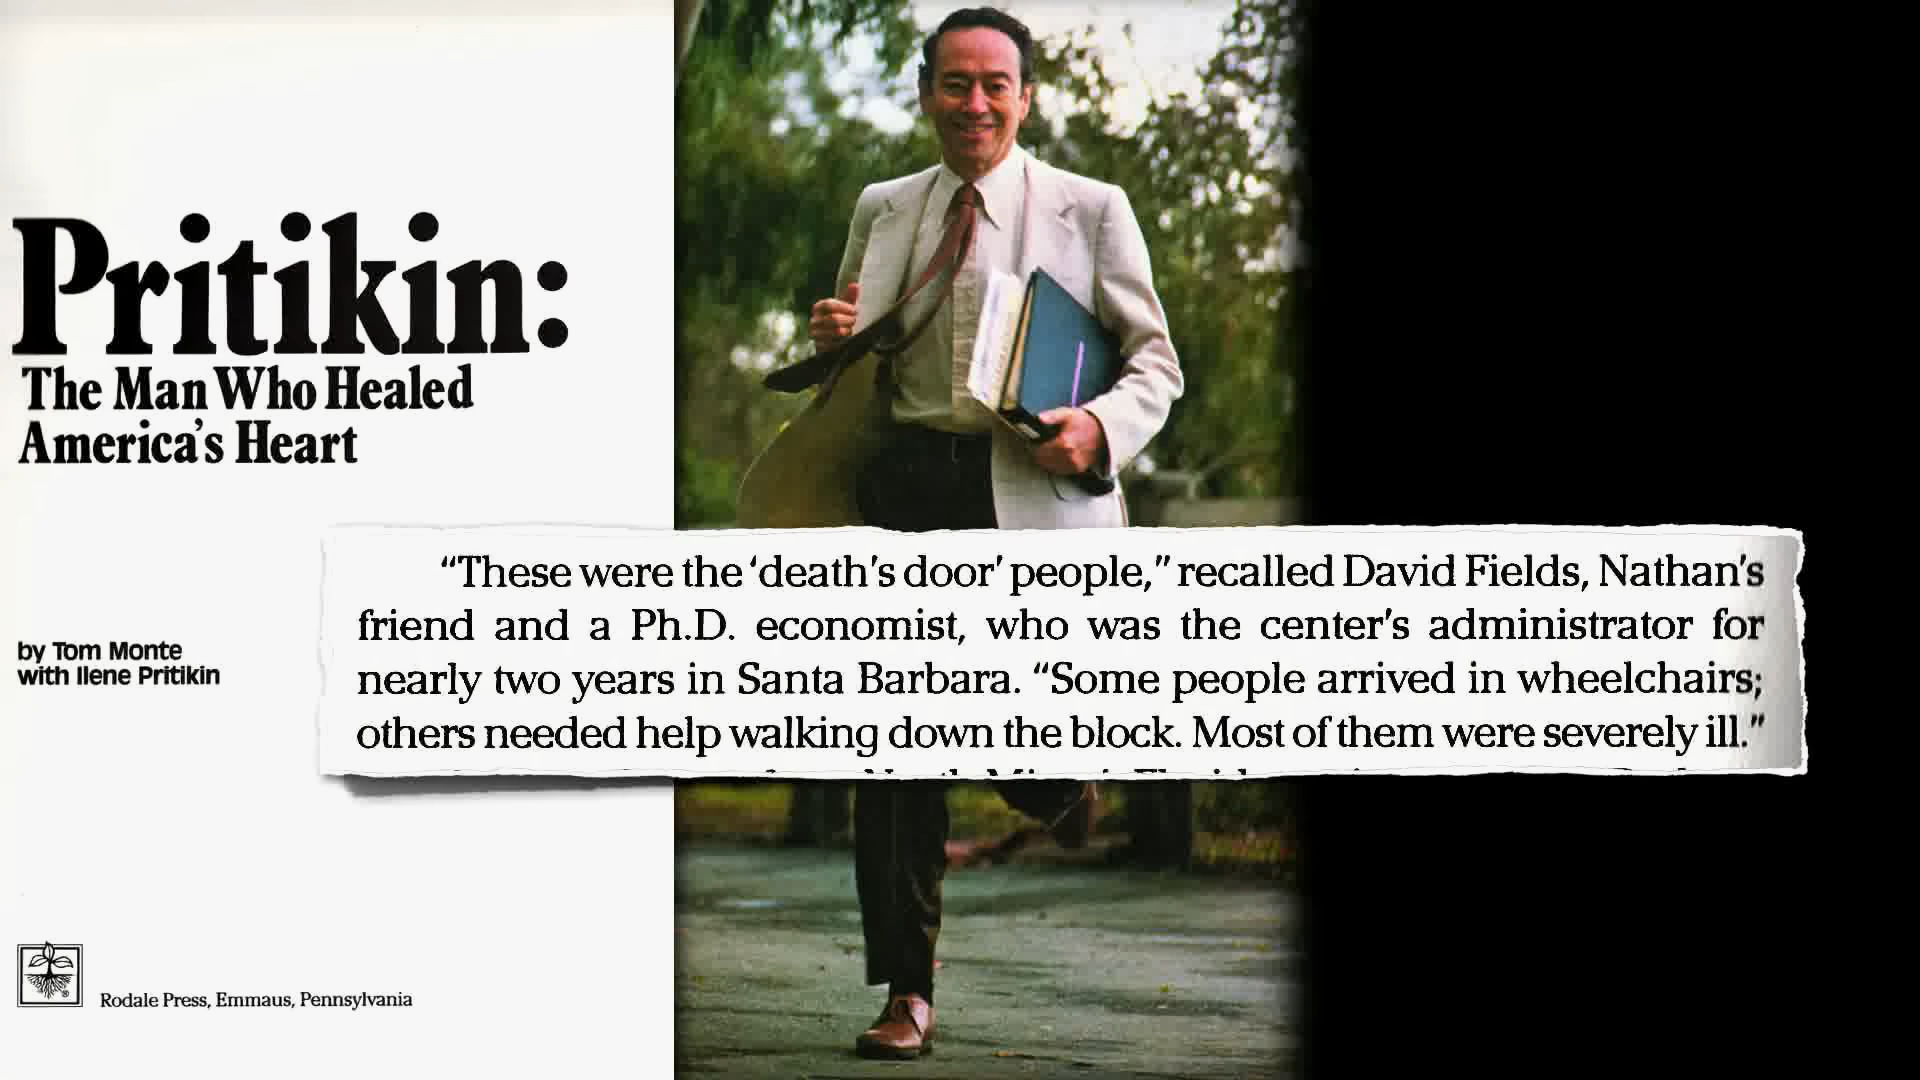 Pritikin:
The Man Who Healed
America's Heart
by Tom Monte
with Ilene Pritikin
Rodale Press, Emmaus, Pennsylvania
“These were the ‘death's door’ people,” recalled David Fields, Nathan's
friend and a Ph.D. economist, who was the center's administrator for
nearly two years in Santa Barbara. “Some people arrived in wheelchairs;
others needed help walking down the block. Most of them were severely ill.”